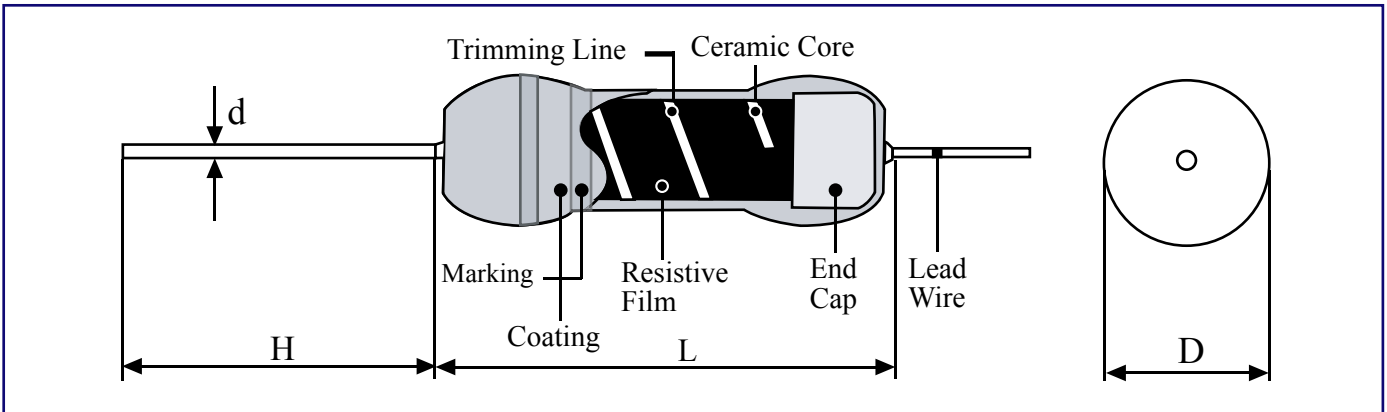 Trimming Line
Ceramic Core
d
Marking
Resistive
Film
End
Cap
Lead
Wire
Coating
H
L
D